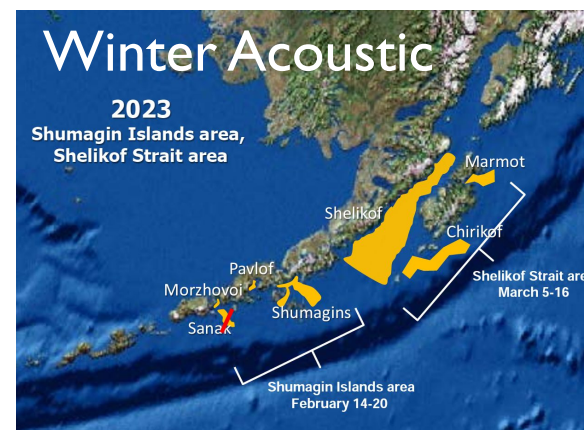 Winter Acoustic
2023
Shumagin Islands area,
Shelikof Strait area
Marmot
Shelikof
Chirikof
Pavlof
Shelikof Strait are
March 5-16
Morzhovoi
Shumagins
Sanak
Shumagin Islands area
February 14-20